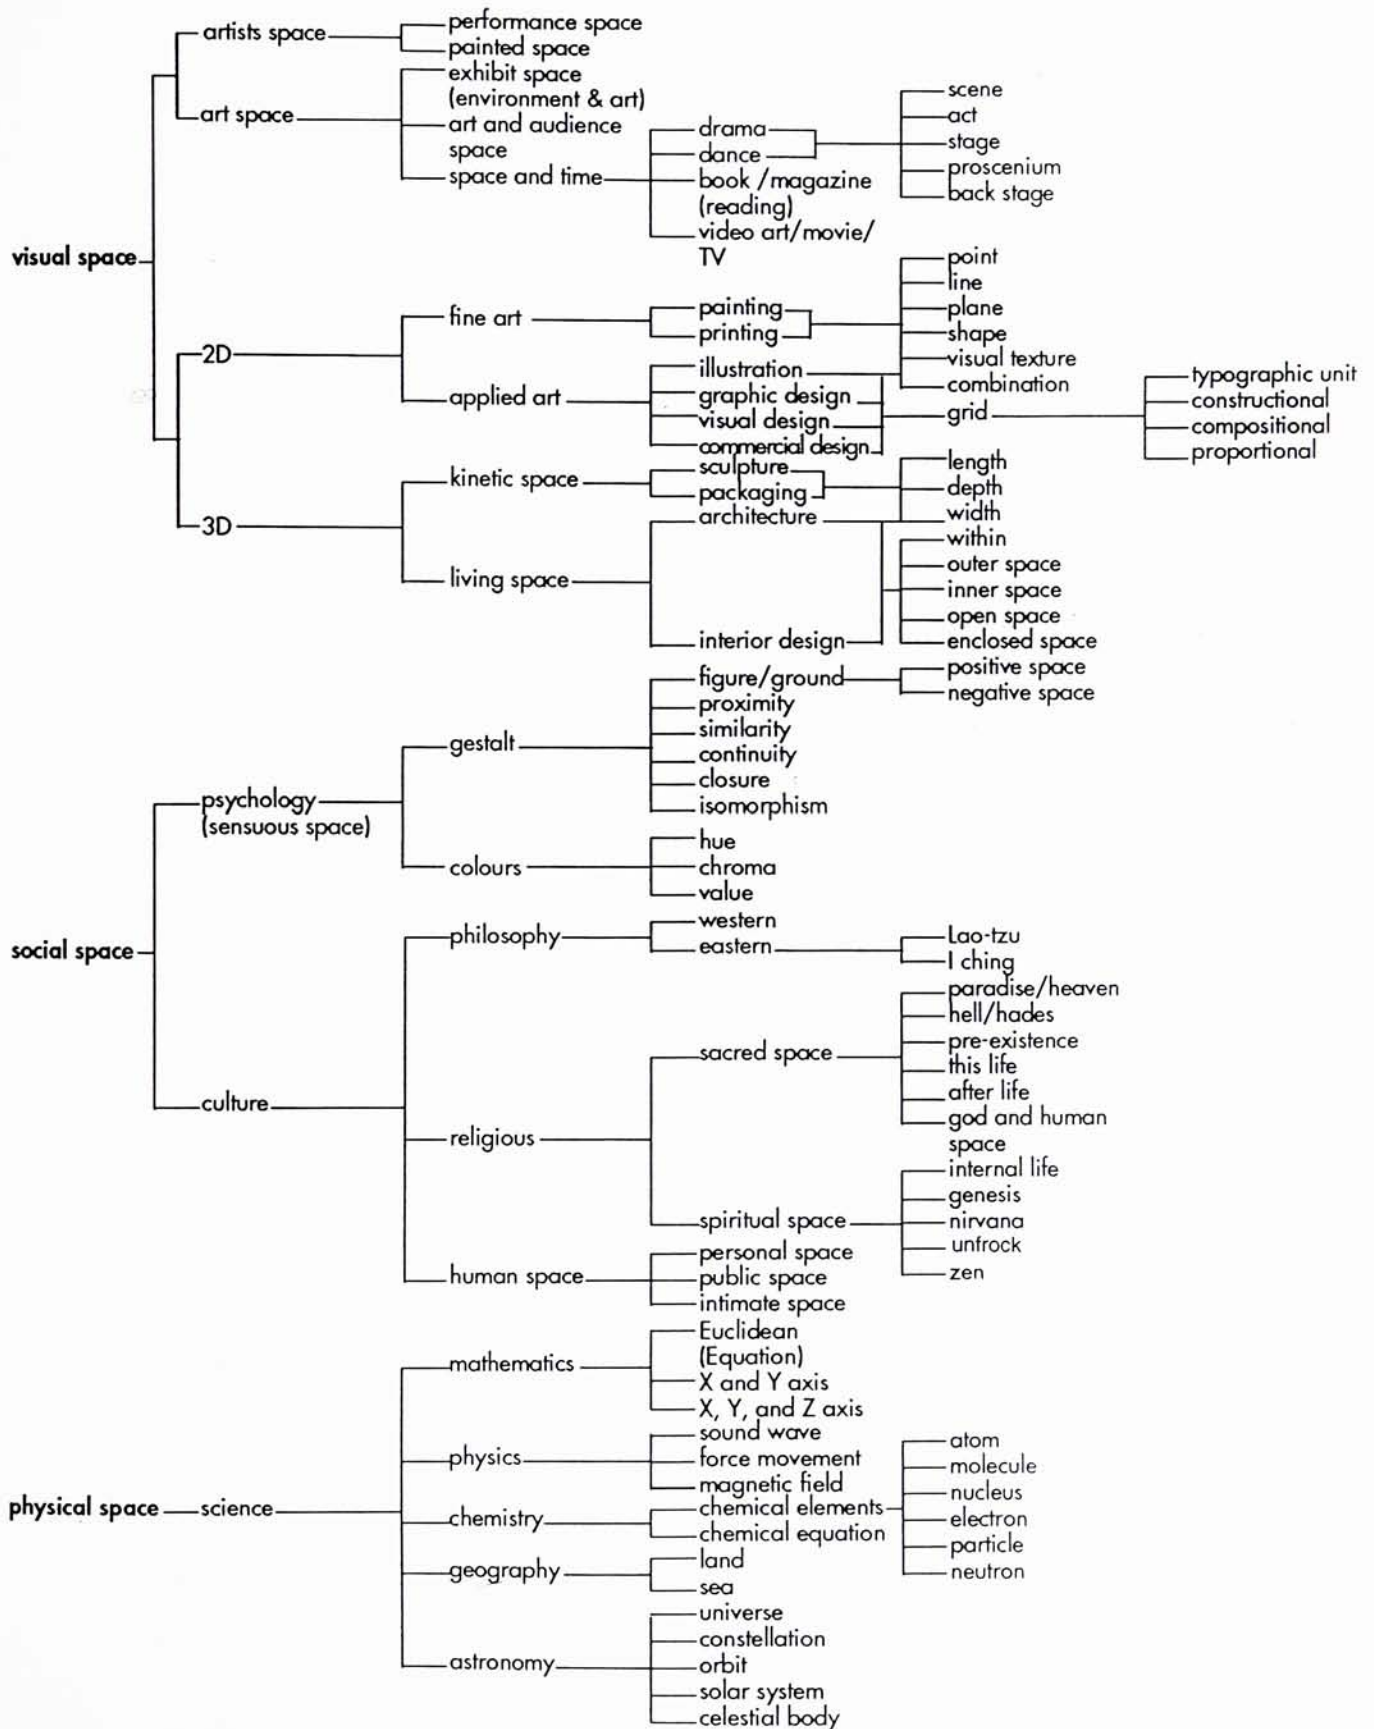 artists space
performance space
painted space
art space
exhibit space
(environment & art)
art and audience
space
space and time
drama
dance
book /magazine
(reading)
video art/movie/
TV
scene
act
stage
proscenium
back stage
visual space
2D
fine art
painting
printing
point
line
plane
shape
visual texture
combination
applied art
illustration
graphic design
visual design
commercial design
grid
typographic unit
constructional
compositional
proportional
3D
kinetic space
sculpture
packaging
length
depth
width
living space
architecture
interior design
within
outer space
inner space
open space
enclosed space
social space
psychology
(sensuous space)
gestalt
figure/ground
positive space
negative space
proximity
similarity
continuity
closure
isomorphism
colours
hue
chroma
value
culture
philosophy
western
eastern
Lao-tzu
I ching
religious
sacred space
paradise/heaven
hell/hades
pre-existence
this life
after life
god and human
space
spiritual space
internal life
genesis
nirvana
unfrock
zen
human space
personal space
public space
intimate space
physical space
science
mathematics
Euclidean
(Equation)
X and Y axis
X, Y, and Z axis
physics
sound wave
force movement
magnetic field
chemistry
chemical elements
chemical equation
atom
molecule
nucleus
electron
particle
neutron
geography
land
sea
astronomy
universe
constellation
orbit
solar system
celestial body